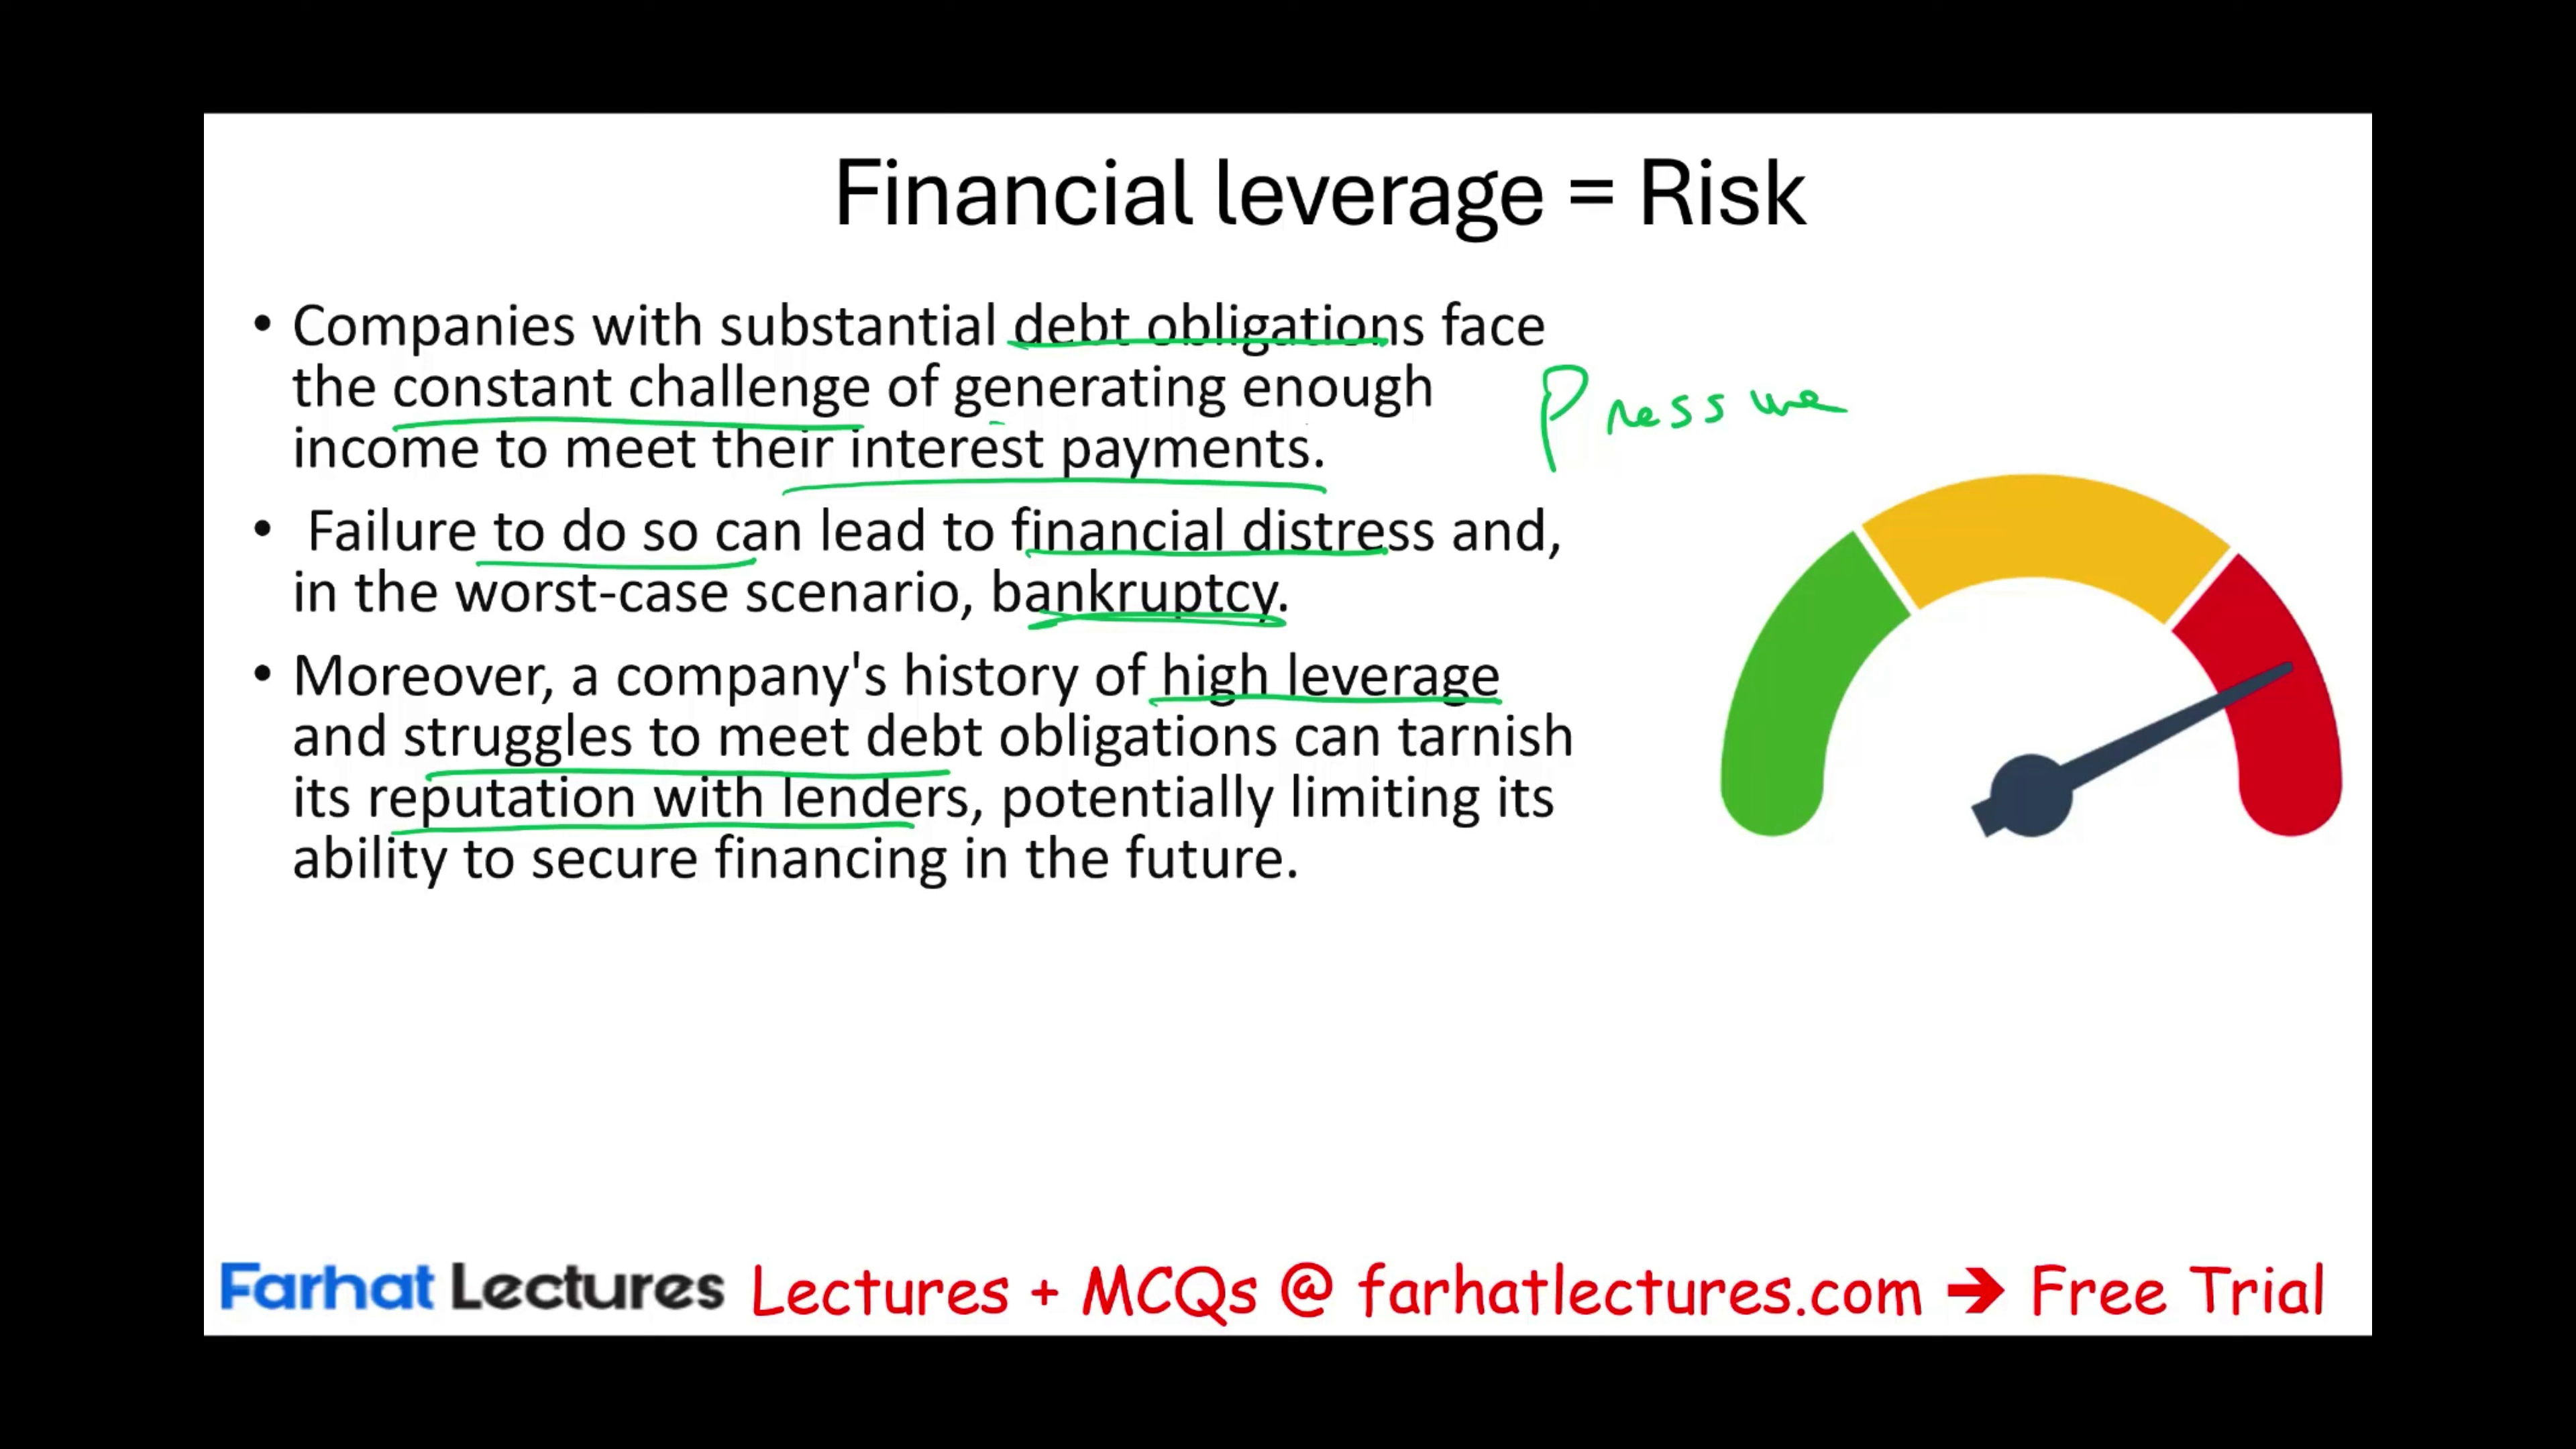 Financial leverage = Risk
• Companies with substantial debt obligations face
the constant challenge of generating enough
income to meet their interest payments.
Pressure
• Failure to do so can lead to financial distress and,
in the worst-case scenario, bankruptcy.
• Moreover, a company's history of high leverage
and struggles to meet debt obligations can tarnish
its reputation with lenders, potentially limiting its
ability to secure financing in the future.
Farhat Lectures Lectures + MCQs @ farhatlectures.com ➔ Free Trial